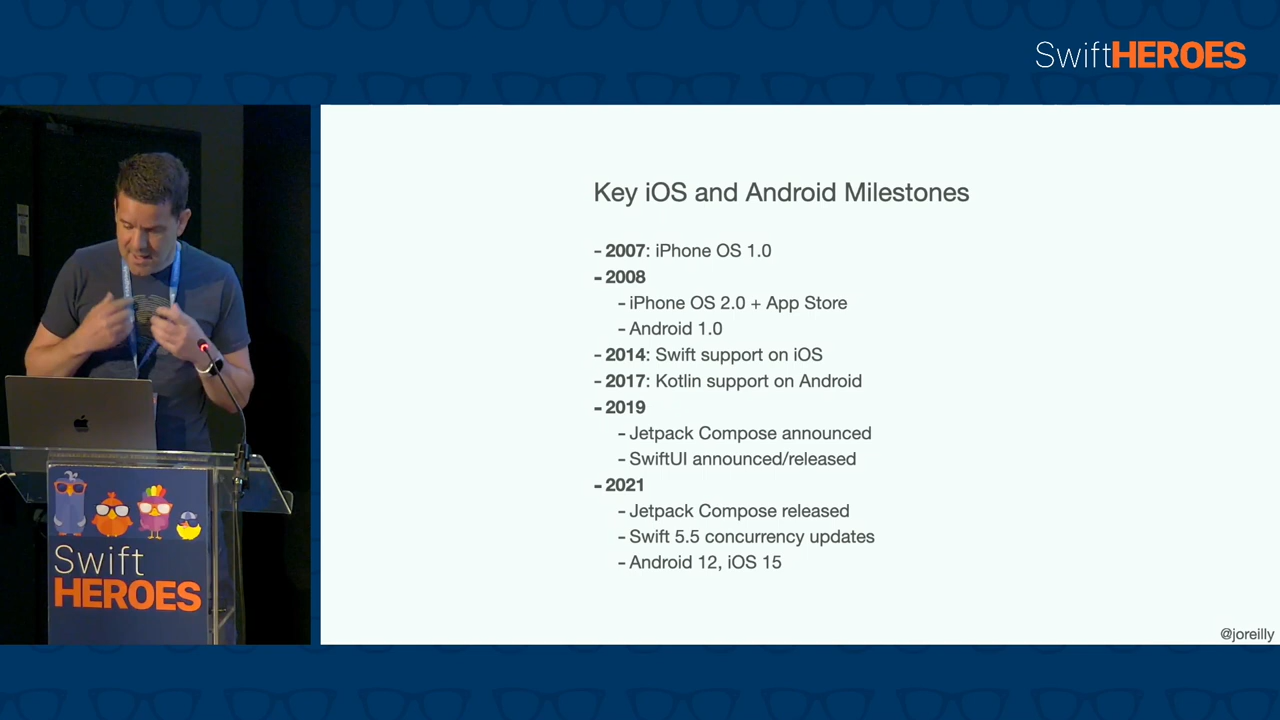 SwiftHEROES
Key iOS and Android Milestones
- 2007: iPhone OS 1.0
- 2008
- iPhone OS 2.0 + App Store
- Android 1.0
- 2014: Swift support on iOS
- 2017: Kotlin support on Android
- 2019
- Jetpack Compose announced
- SwiftUI announced/released
- 2021
- Jetpack Compose released
- Swift 5.5 concurrency updates
- Android 12, iOS 15
@joreilly
Swift
HEROES